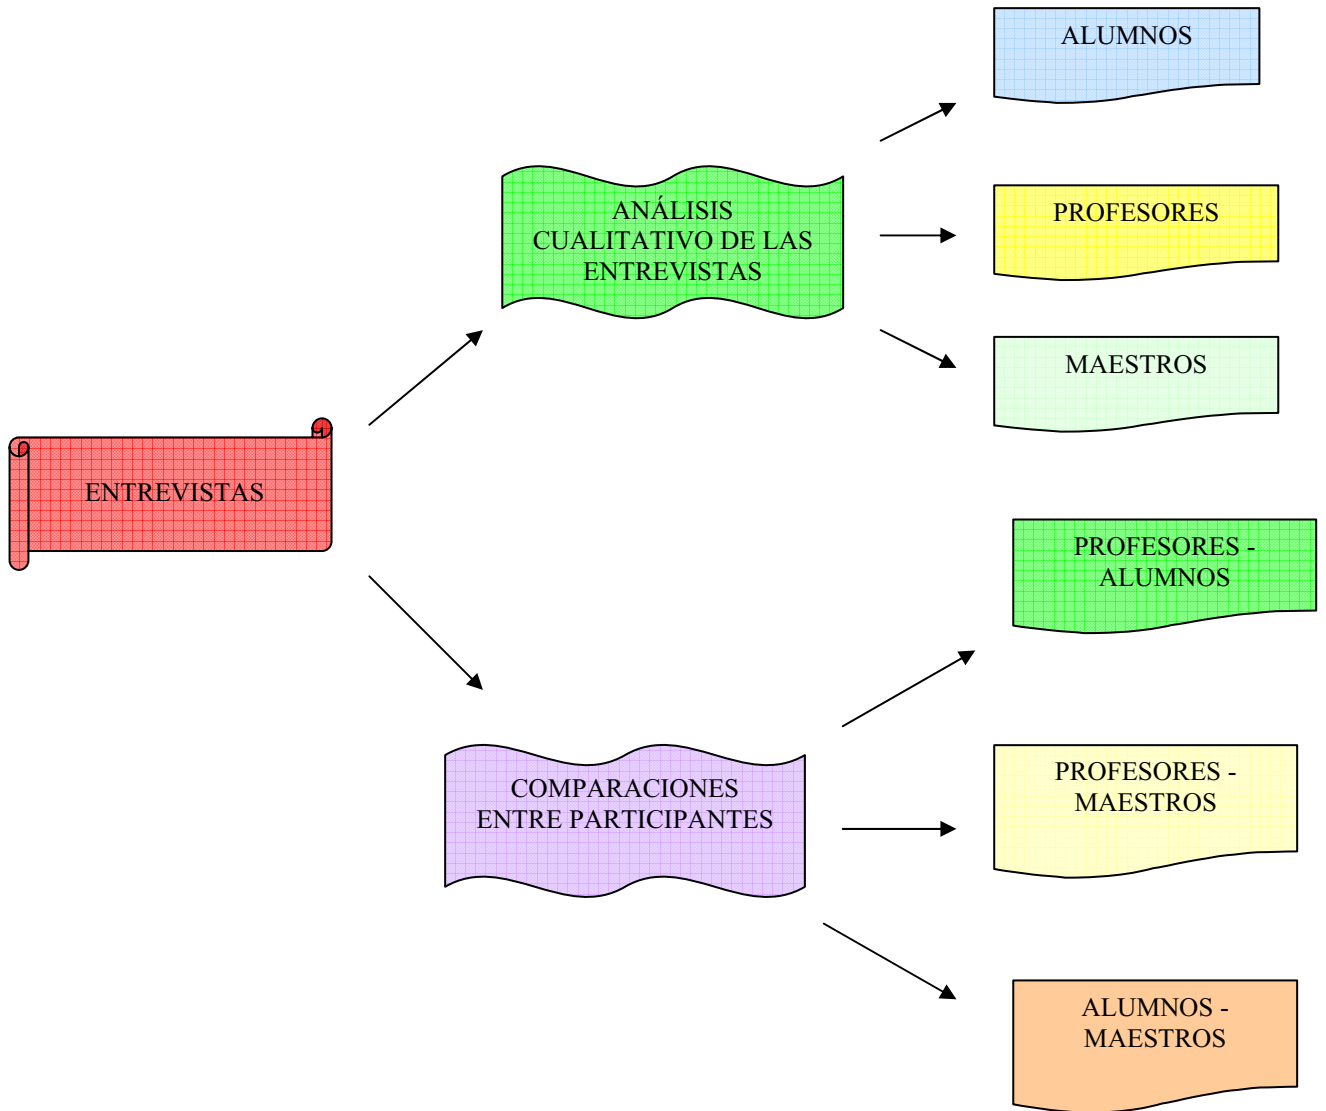 ALUMNOS
ANÁLISIS
CUALITATIVO DE LAS
ENTREVISTAS
PROFESORES
MAESTROS
ENTREVISTAS
PROFESORES -
ALUMNOS
COMPARACIONES
ENTRE PARTICIPANTES
PROFESORES -
MAESTROS
ALUMNOS -
MAESTROS